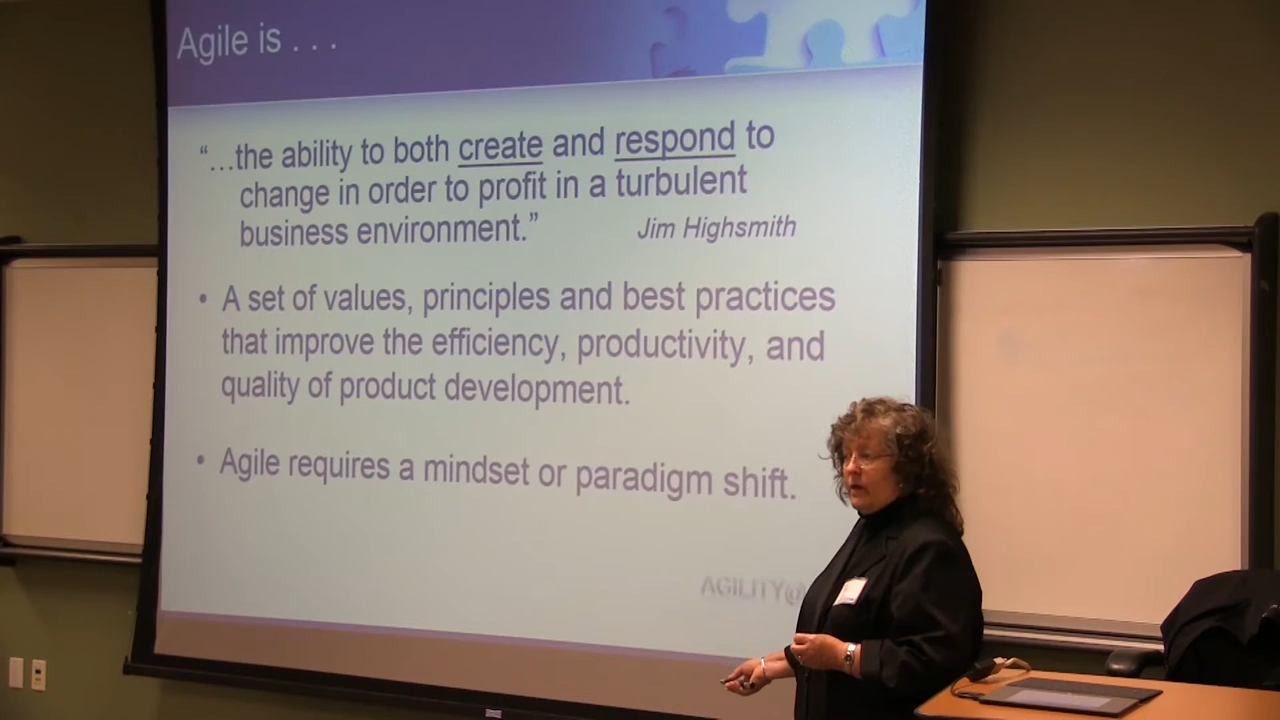 Agile is . . .
“…the ability to both create and respond to
change in order to profit in a turbulent
business environment.” Jim Highsmith
• A set of values, principles and best practices
that improve the efficiency, productivity, and
quality of product development.
• Agile requires a mindset or paradigm shift.
AGILITY@